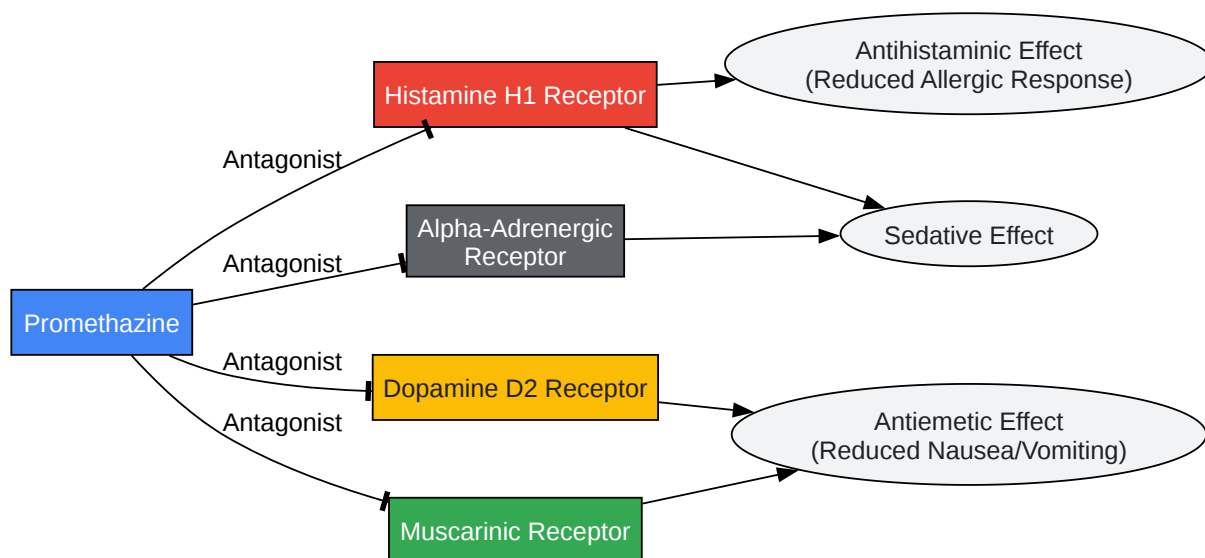 Antihistaminic Effect
(Reduced Allergic Response)
Histamine H1 Receptor
Antagonist
Alpha-Adrenergic
Receptor
Sedative Effect
Antagonist
Promethazine
Antagonist
Dopamine D2 Receptor
Antiemetic Effect
(Reduced Nausea/Vomiting)
Antagonist
Muscarinic Receptor